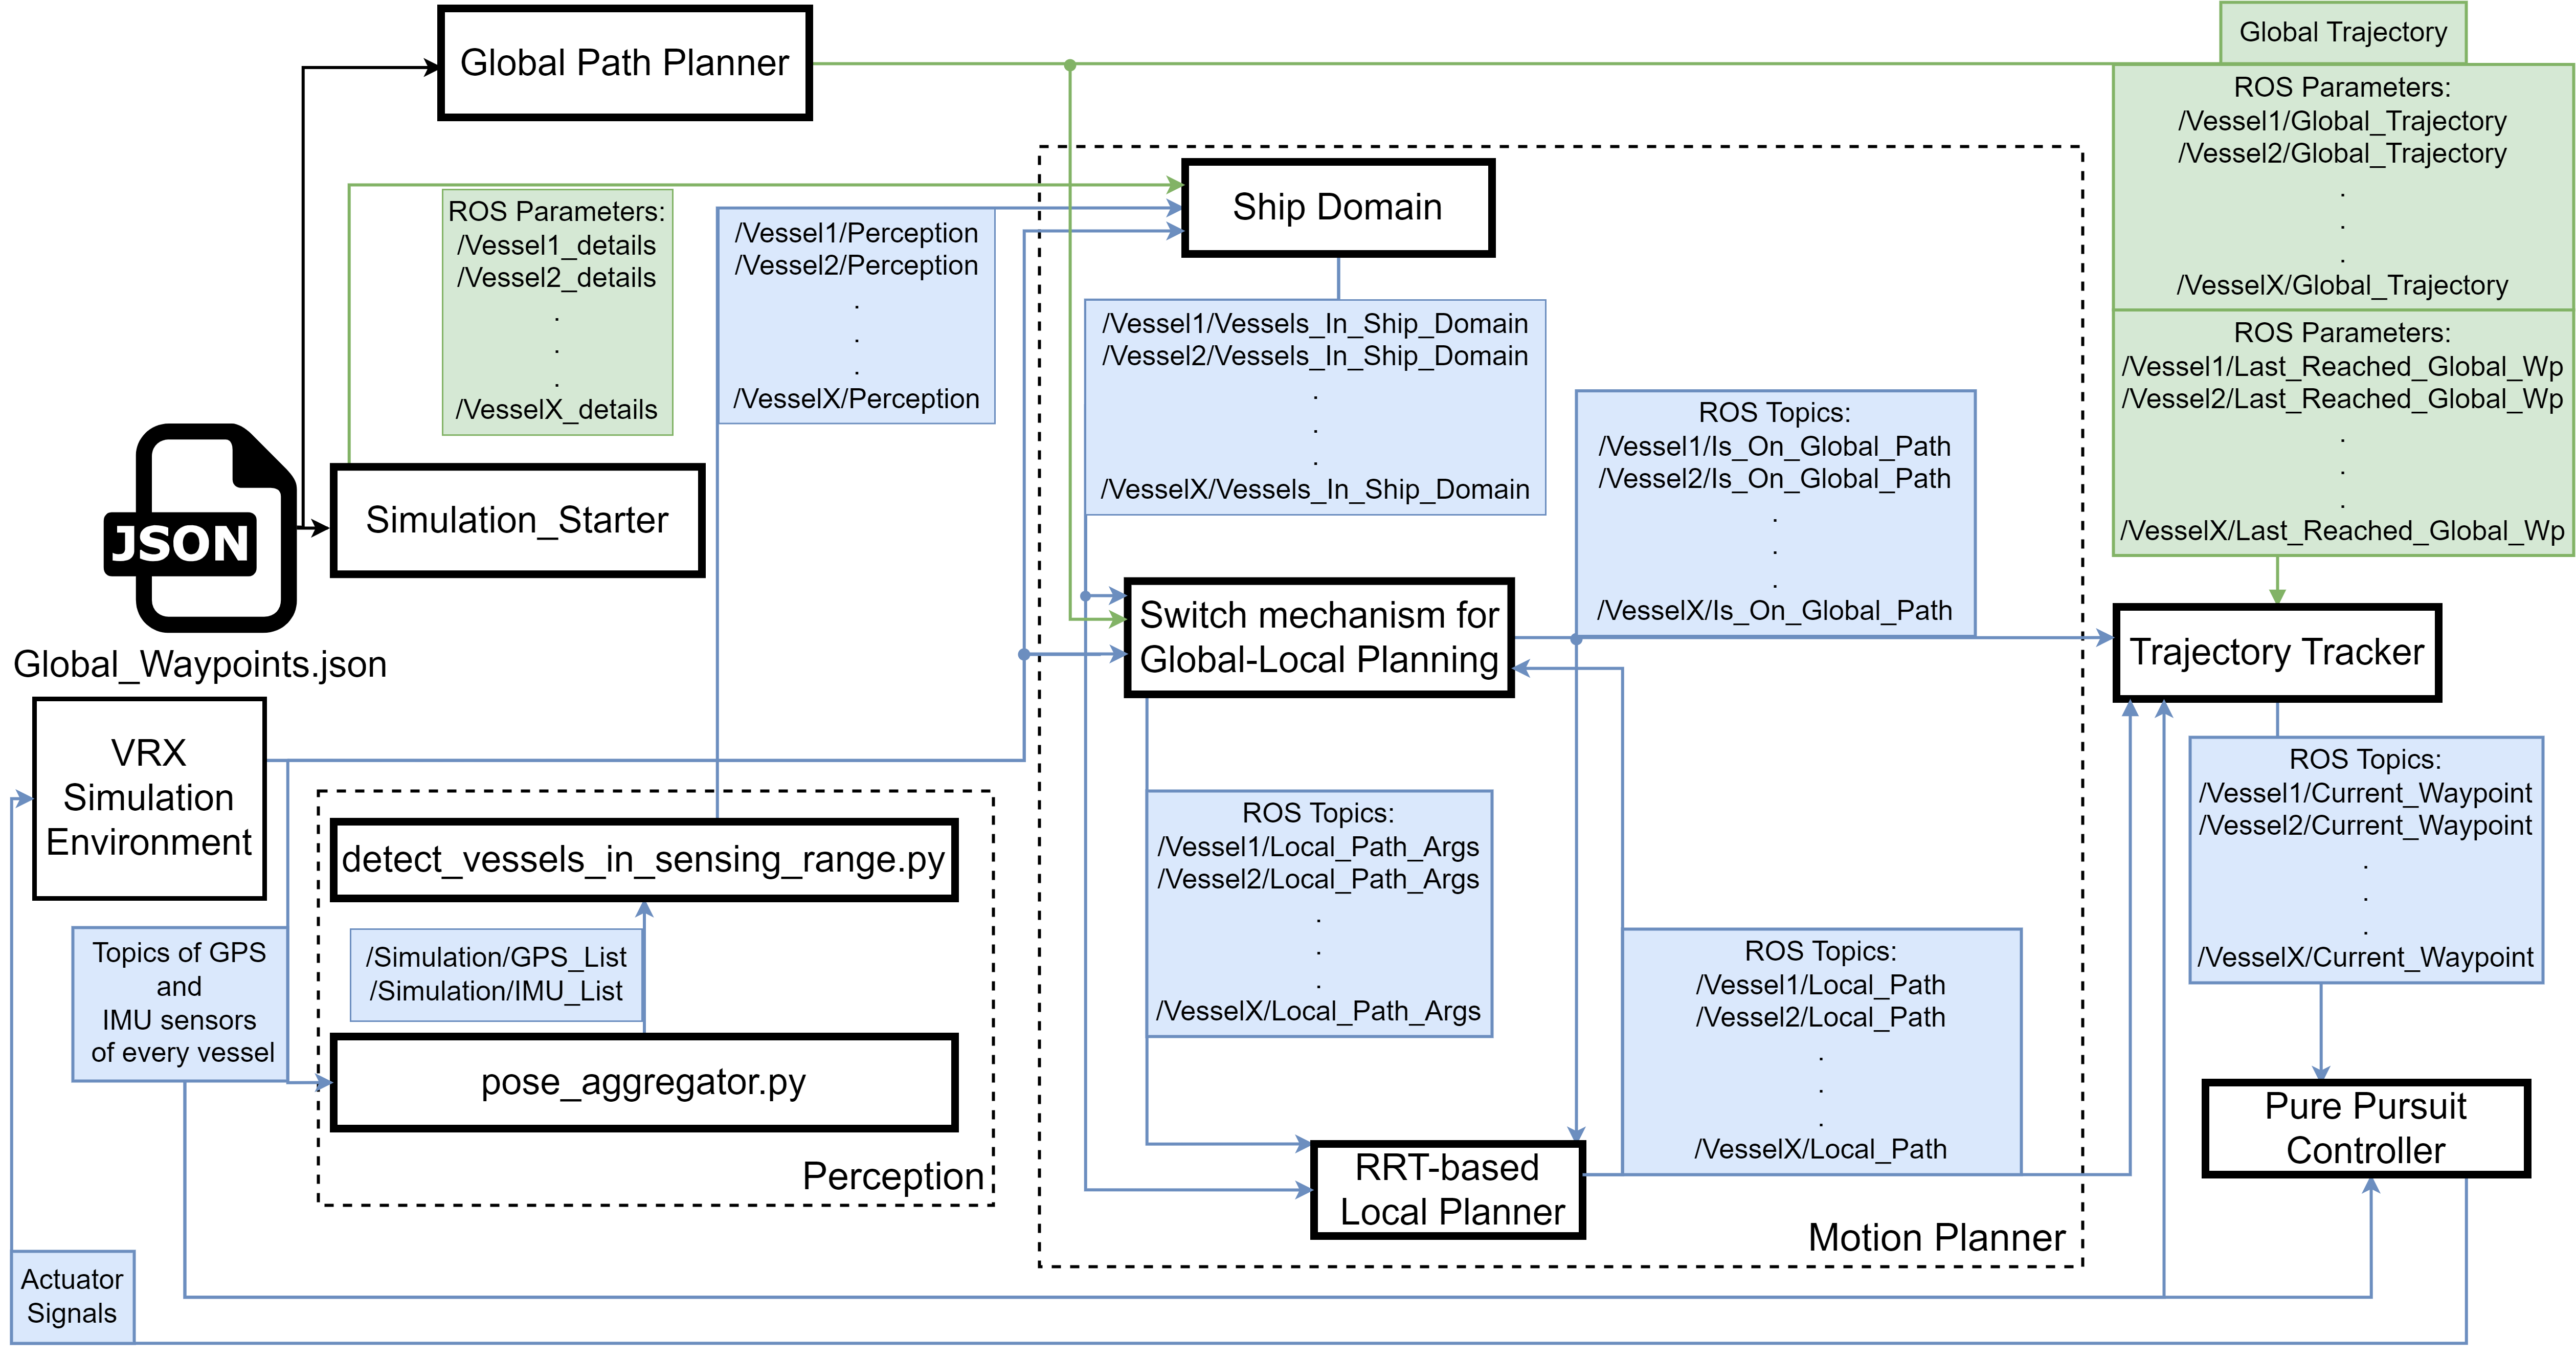 Global Path Planner
Global Trajectory
ROS Parameters:
/Vessel1/Global_Trajectory
/Vessel2/Global_Trajectory
.
.
.
/VesselX/Global_Trajectory
ROS Parameters:
/Vessel1/Last_Reached_Global_Wp
/Vessel2/Last_Reached_Global_Wp
.
.
.
/VesselX/Last_Reached_Global_Wp
ROS Parameters:
/Vessel1_details
/Vessel2_details
.
.
.
/VesselX_details
/Vessel1/Perception
/Vessel2/Perception
.
.
.
/VesselX/Perception
Ship Domain
/Vessel1/Vessels_In_Ship_Domain
/Vessel2/Vessels_In_Ship_Domain
.
.
.
/VesselX/Vessels_In_Ship_Domain
ROS Topics:
/Vessel1/Is_On_Global_Path
/Vessel2/Is_On_Global_Path
.
.
.
/VesselX/Is_On_Global_Path
JSON
Global_Waypoints.json
Simulation_Starter
Switch mechanism for
Global-Local Planning
Trajectory Tracker
VRX
Simulation
Environment
detect_vessels_in_sensing_range.py
/Simulation/GPS_List
/Simulation/IMU_List
pose_aggregator.py
Perception
Topics of GPS
and
IMU sensors
of every vessel
ROS Topics:
/Vessel1/Local_Path_Args
/Vessel2/Local_Path_Args
.
.
.
/VesselX/Local_Path_Args
ROS Topics:
/Vessel1/Local_Path
/Vessel2/Local_Path
.
.
.
/VesselX/Local_Path
ROS Topics:
/Vessel1/Current_Waypoint
/Vessel2/Current_Waypoint
.
.
.
/VesselX/Current_Waypoint
RRT-based
Local Planner
Motion Planner
Pure Pursuit
Controller
Actuator
Signals